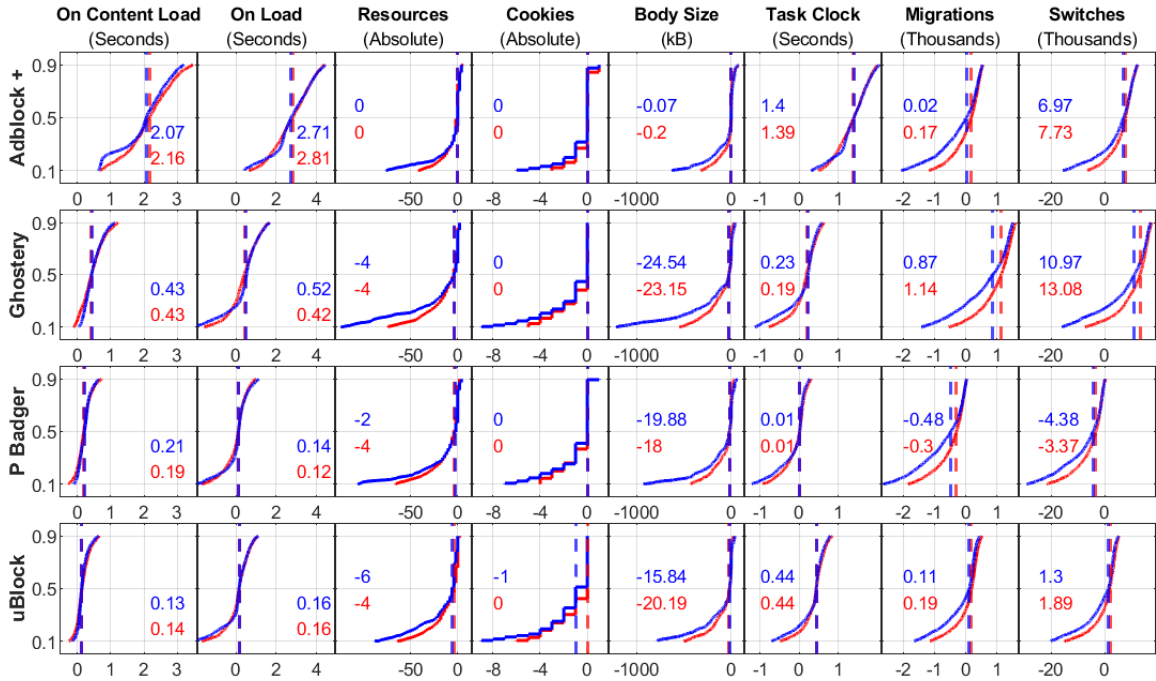 On Content Load On Load Resources Cookies Body Size Task Clock Migrations Switches
(Seconds) (Seconds) (Absolute) (Absolute) (kB) (Seconds) (Thousands) (Thousands)
Adblock +
0.9
0.5
0.1
2.07 2.71 0 0 -0.07 1.4 0.02 6.97
2.16 2.81 0 0 -0.2 1.39 0.17 7.73
0 1 2 3 0 2 4 -50 0 -8 -4 0 -1000 0 -1 0 1 2 -2 -1 0 1 -20 0
Ghostery
0.9
0.5
0.1
0.43 0.52 -4 0 -24.54 0.23 0.87 10.97
0.43 0.42 -4 0 -23.15 0.19 1.14 13.08
0 1 2 3 0 2 4 -50 0 -8 -4 0 -1000 0 -1 0 1 2 -2 -1 0 1 -20 0
P Badger
0.9
0.5
0.1
0.21 0.14 -2 0 -19.88 0.01 -0.48 -4.38
0.19 0.12 -4 0 -18 0.01 -0.3 -3.37
0 1 2 3 0 2 4 -50 0 -8 -4 0 -1000 0 -1 0 1 2 -2 -1 0 1 -20 0
uBlock
0.9
0.5
0.1
0.13 0.16 -6 -1 -15.84 0.44 0.11 1.3
0.14 0.16 -4 0 -20.19 0.44 0.19 1.89
0 1 2 3 0 2 4 -50 0 -8 -4 0 -1000 0 -1 0 1 2 -2 -1 0 1 -20 0